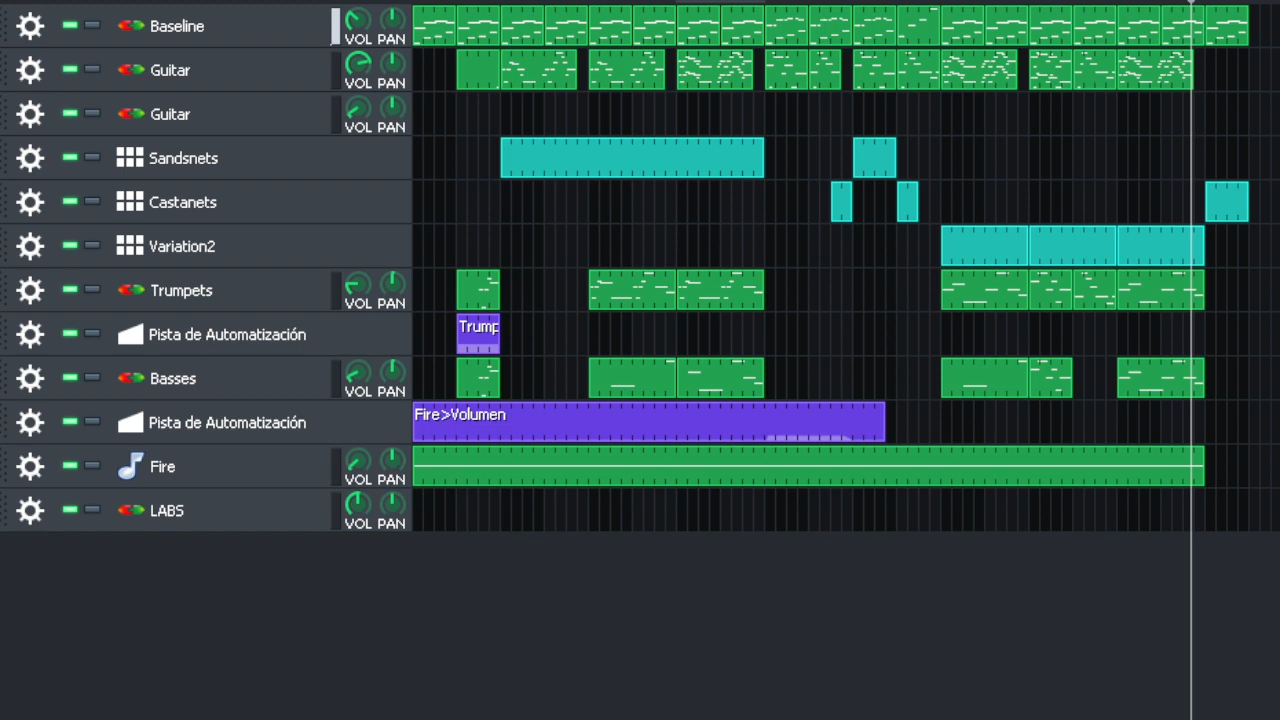 Baseline
VOL PAN
Guitar
VOL PAN
Guitar
VOL PAN
Sandsnets
Castanets
Variation2
Trumpets
VOL PAN
Pista de Automatización
Trump
Basses
VOL PAN
Pista de Automatización
Fire>Volumen
Fire
VOL PAN
LABS
VOL PAN